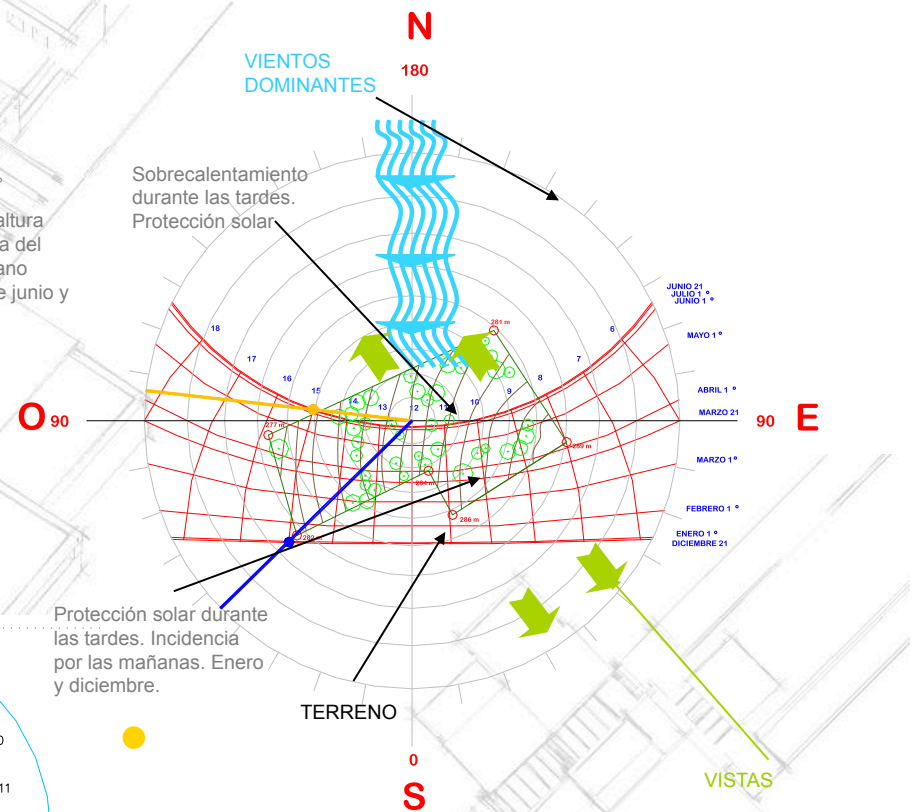 N
180
VIENTOS
DOMINANTES
Sobrecalentamiento
durante las tardes.
Protección solar
altura
a del
ano
e junio y
JUNIO 21
JULIO 1 º
JUNIO 1 º
MAYO 1 º
ABRIL 1 º
MARZO 21
MARZO 1º
FEBRERO 1 º
ENERO 1 º
DICIEMBRE 21
18
17
16
15
14
13
12
11
10
9
8
7
6
281 m
277 m
289 m
284 m
286 m
282
O 90
90 E
Protección solar durante
las tardes. Incidencia
por las mañanas. Enero
y diciembre.
TERRENO
VISTAS
0
S
0
11